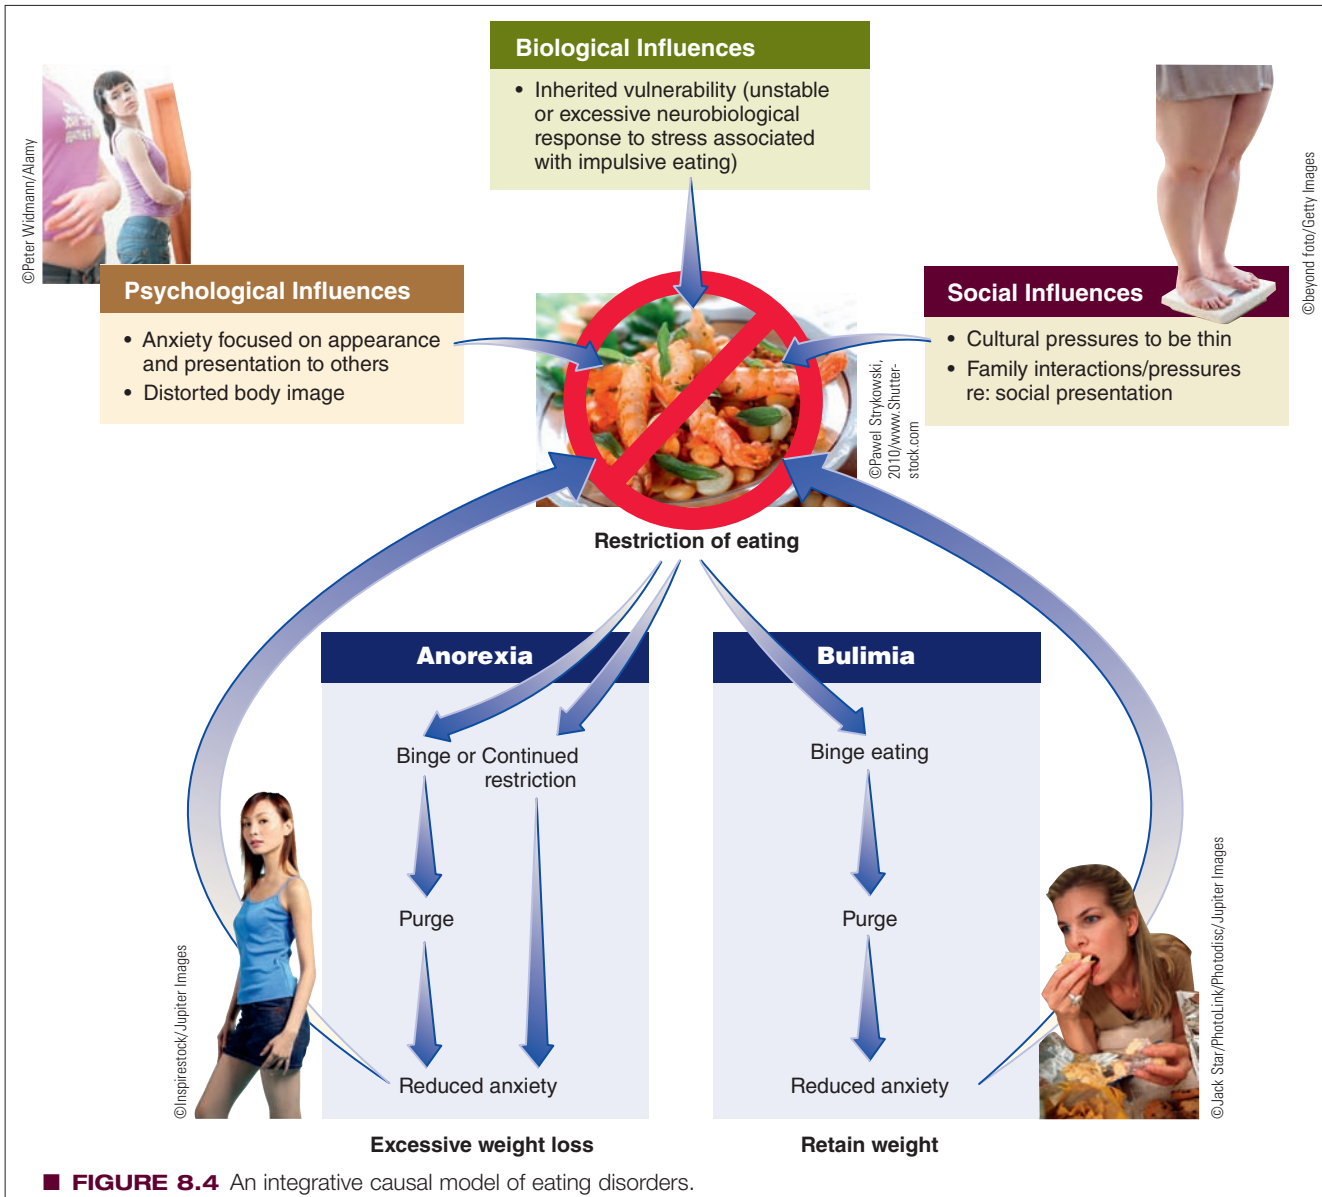 Biological Influences
• Inherited vulnerability (unstable
or excessive neurobiological
response to stress associated
with impulsive eating)
©Peter Widmann/Alamy
©beyond foto/Getty Images
Psychological Influences
• Anxiety focused on appearance
and presentation to others
• Distorted body image
Social Influences
• Cultural pressures to be thin
• Family interactions/pressures
re: social presentation
©Pawel Strykowski,
2010/www.Shutter-
stock.com
Restriction of eating
Anorexia
Binge or Continued
restriction
Purge
Reduced anxiety
Excessive weight loss
Bulimia
Binge eating
Purge
Reduced anxiety
Retain weight
©Inspirestock/Jupiter Images
©Jack Star/PhotoLink/Photodisc/Jupiter Images
■ FIGURE 8.4 An integrative causal model of eating disorders.